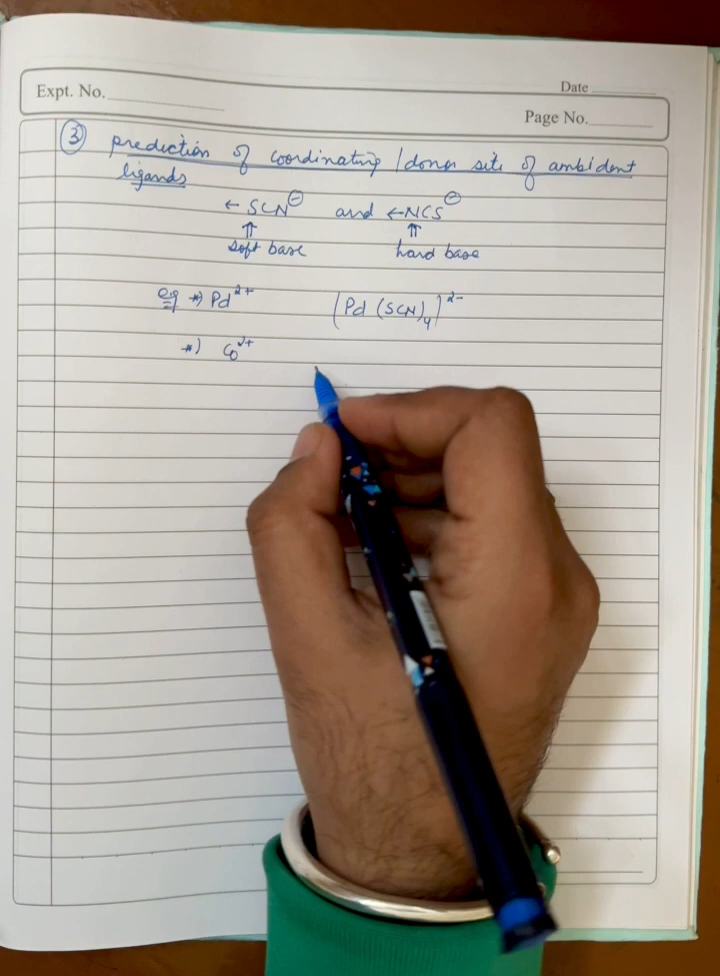 Expt. No.
Date
Page No.
③ prediction of coordinating / donor site of ambident
ligands
← SCN⊖ and ←NCS⊖
⇑ ⇑
soft base hard base
e.g *) Pd²⁺ [Pd (SCN)₄]²⁻
*) Co²⁺